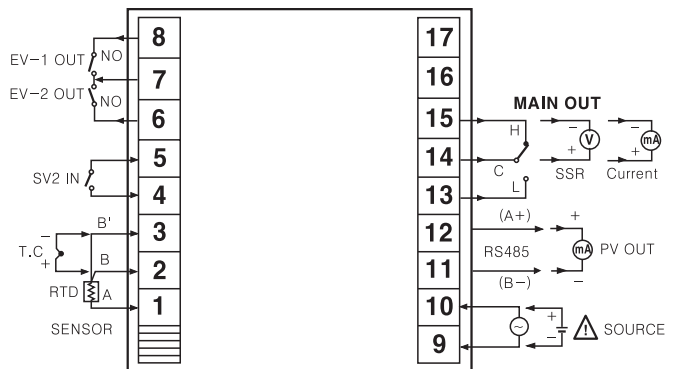 8
EV-1 OUT
NO
7
EV-2 OUT
NO
6
5
SV2 IN
4
B'
3
-
T.C
+
B
2
RTD
A
1
SENSOR
17
16
MAIN OUT
15
H
-
V
+
-
mA
+
14
C
SSR
Current
L
13
(A+)
12
+
RS485
mA
PV OUT
11
(B-)
-
10
~
+
-
!
SOURCE
9